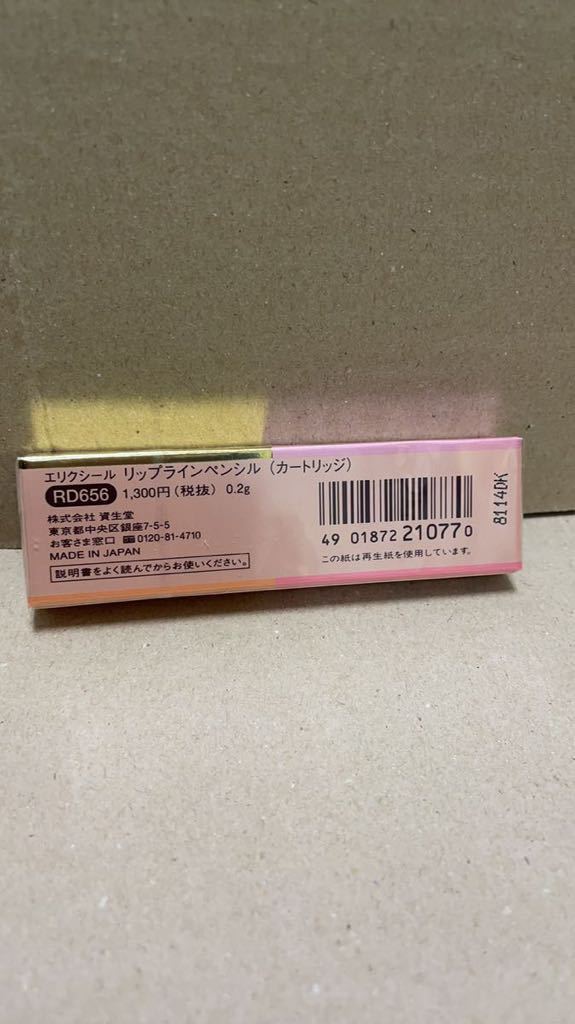 エリクシール リップラインペンシル（カートリッジ）
RD656 1,300円（税抜） 0.2g
株式会社 資生堂
東京都中央区銀座7-5-5
お客さま窓口 0120-81-4710
MADE IN JAPAN
説明書をよく読んでからお使いください。
49 01872 21077 0
この紙は再生紙を使用しています。
8114DK